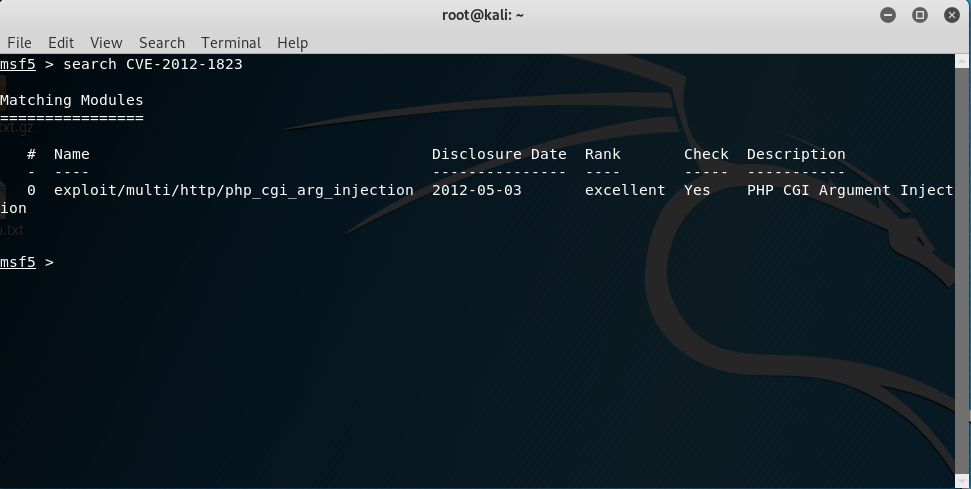 root@kali: ~
File Edit View Search Terminal Help
msf5 > search CVE-2012-1823
Matching Modules
================
txt.gz
# Name Disclosure Date Rank Check Description
- ---- --------------- ---- ----- -----------
0 exploit/multi/http/php_cgi_arg_injection 2012-05-03 excellent Yes PHP CGI Argument Inject
ion
u.txt
msf5 >